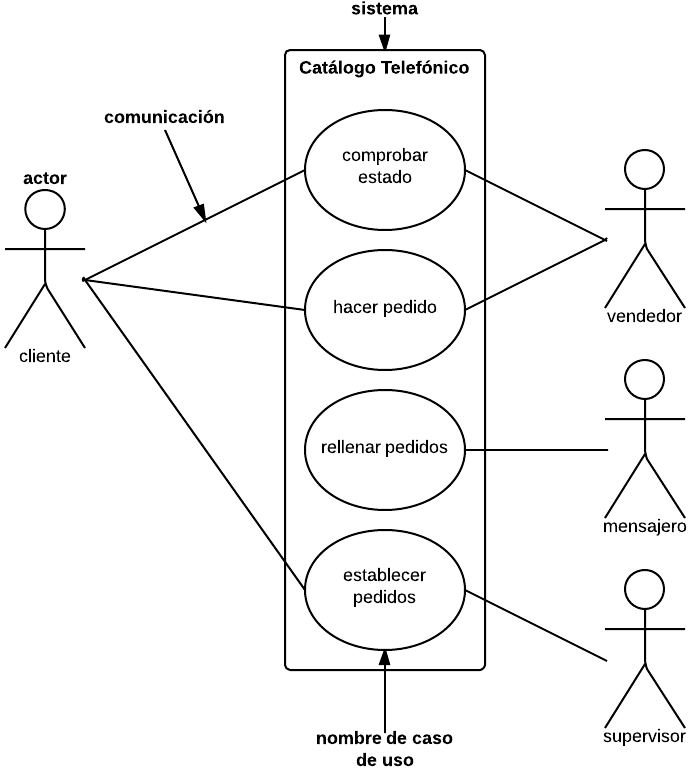 sistema
Catálogo Telefónico
comunicación
comprobar
estado
actor
hacer pedido
vendedor
cliente
rellenar pedidos
mensajero
establecer
pedidos
supervisor
nombre de caso
de uso